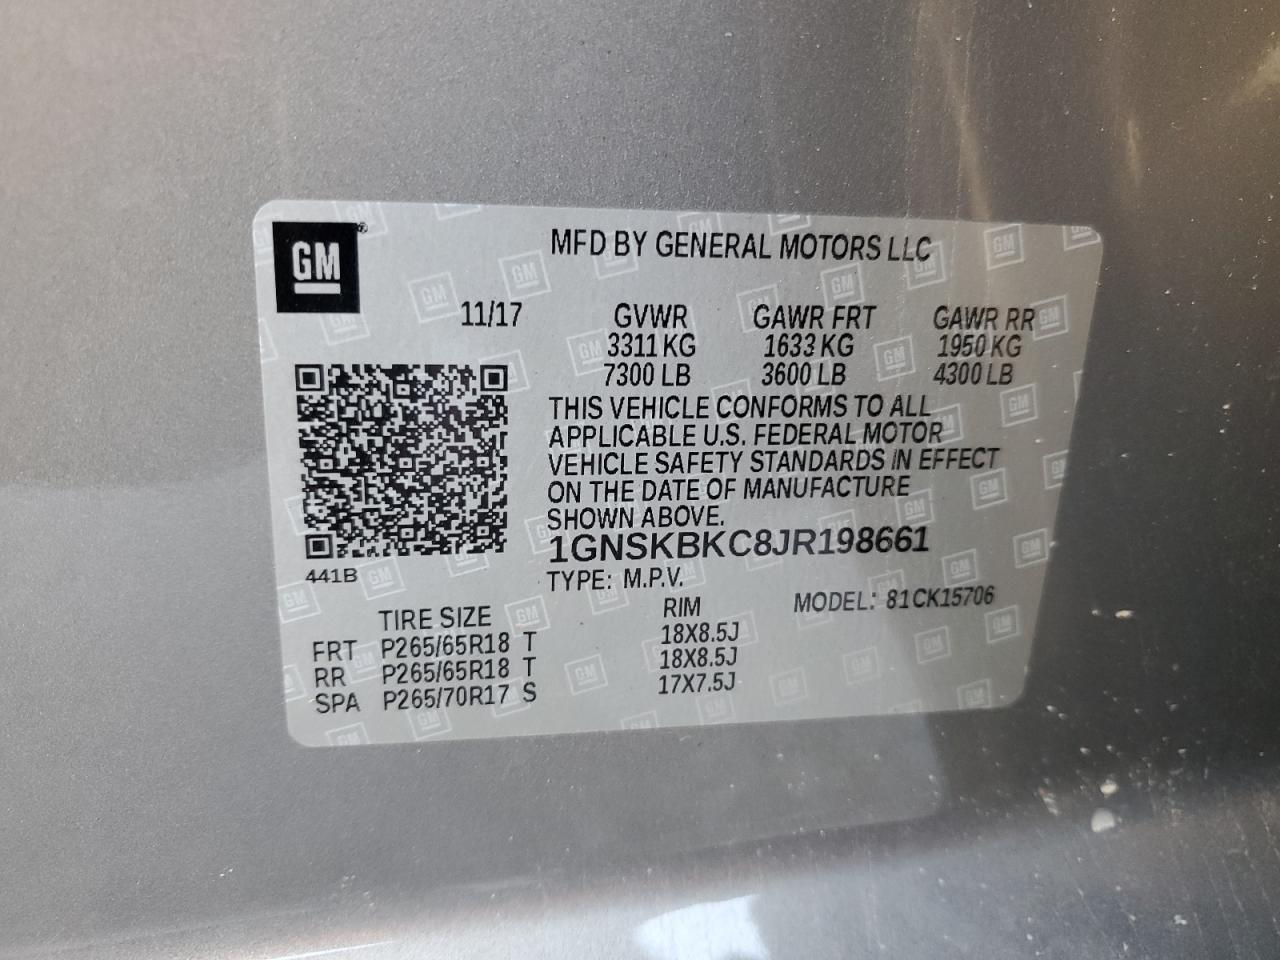 GM
MFD BY GENERAL MOTORS LLC
11/17 GVWR GAWR FRT GAWR RR
3311 KG 1633 KG 1950 KG
7300 LB 3600 LB 4300 LB
THIS VEHICLE CONFORMS TO ALL
APPLICABLE U.S. FEDERAL MOTOR
VEHICLE SAFETY STANDARDS IN EFFECT
ON THE DATE OF MANUFACTURE
SHOWN ABOVE.
1GNSKBKC8JR198661
441B
TYPE: M.P.V. MODEL: 81CK15706
TIRE SIZE RIM
FRT P265/65R18 T 18X8.5J
RR P265/65R18 T 18X8.5J
SPA P265/70R17 S 17X7.5J